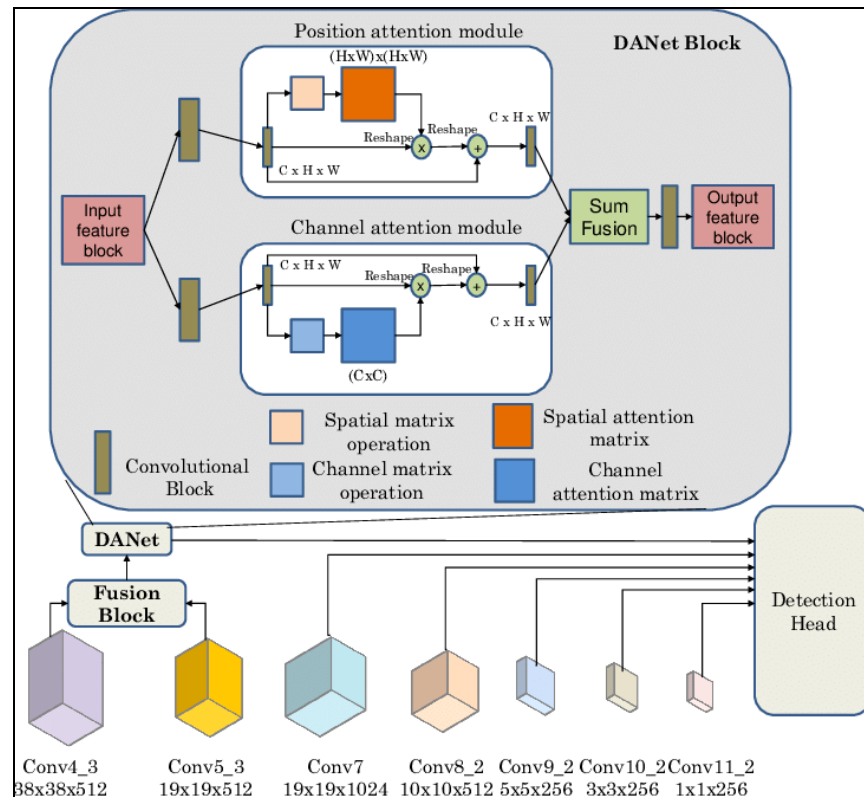 Position attention module
DANet Block
(HxW)x(HxW)
C x H x W
Reshape
Reshape
x
+
C x H x W
Input
feature
block
Sum
Fusion
Output
feature
block
Channel attention module
C x H x W
Reshape
Reshape
x
+
C x H x W
(CxC)
Convolutional
Block
Spatial matrix
operation
Channel matrix
operation
Spatial attention
matrix
Channel
attention matrix
DANet
Fusion
Block
Detection
Head
Conv4_3
38x38x512
Conv5_3
19x19x512
Conv7
19x19x1024
Conv8_2
10x10x512
Conv9_2
5x5x256
Conv10_2
3x3x256
Conv11_2
1x1x256